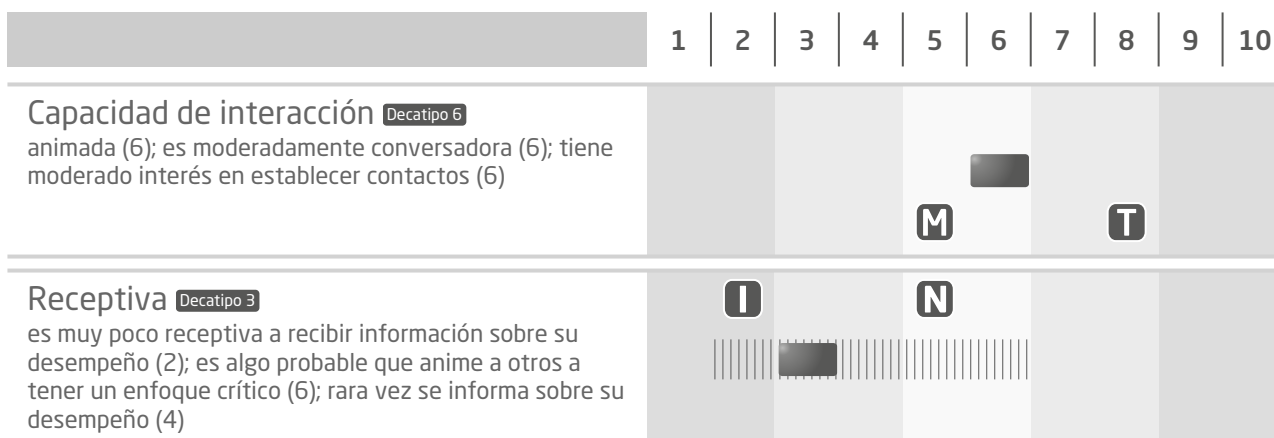 1 2 3 4 5 6 7 8 9 10
Capacidad de interacción Decatipo 6
animada (6); es moderadamente conversadora (6); tiene
moderado interés en establecer contactos (6)
M T
Receptiva Decatipo 3
I N
es muy poco receptiva a recibir información sobre su
desempeño (2); es algo probable que anime a otros a
tener un enfoque crítico (6); rara vez se informa sobre su
desempeño (4)